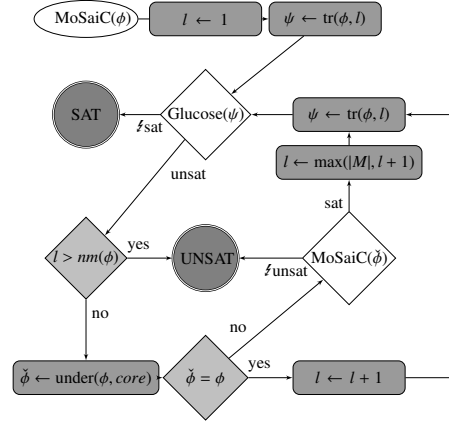 MoSaiC(ϕ)
l ← 1
ψ ← tr(ϕ, l)
SAT
Glucose(ψ)
ψ ← tr(ϕ, l)
↯sat
unsat
l ← max(|M|, l + 1)
sat
l > nm(ϕ)
yes
UNSAT
↯unsat
MoSaiC(ϕ̌)
no
no
ϕ̌ ← under(ϕ, core)
ϕ̌ = ϕ
yes
l ← l + 1